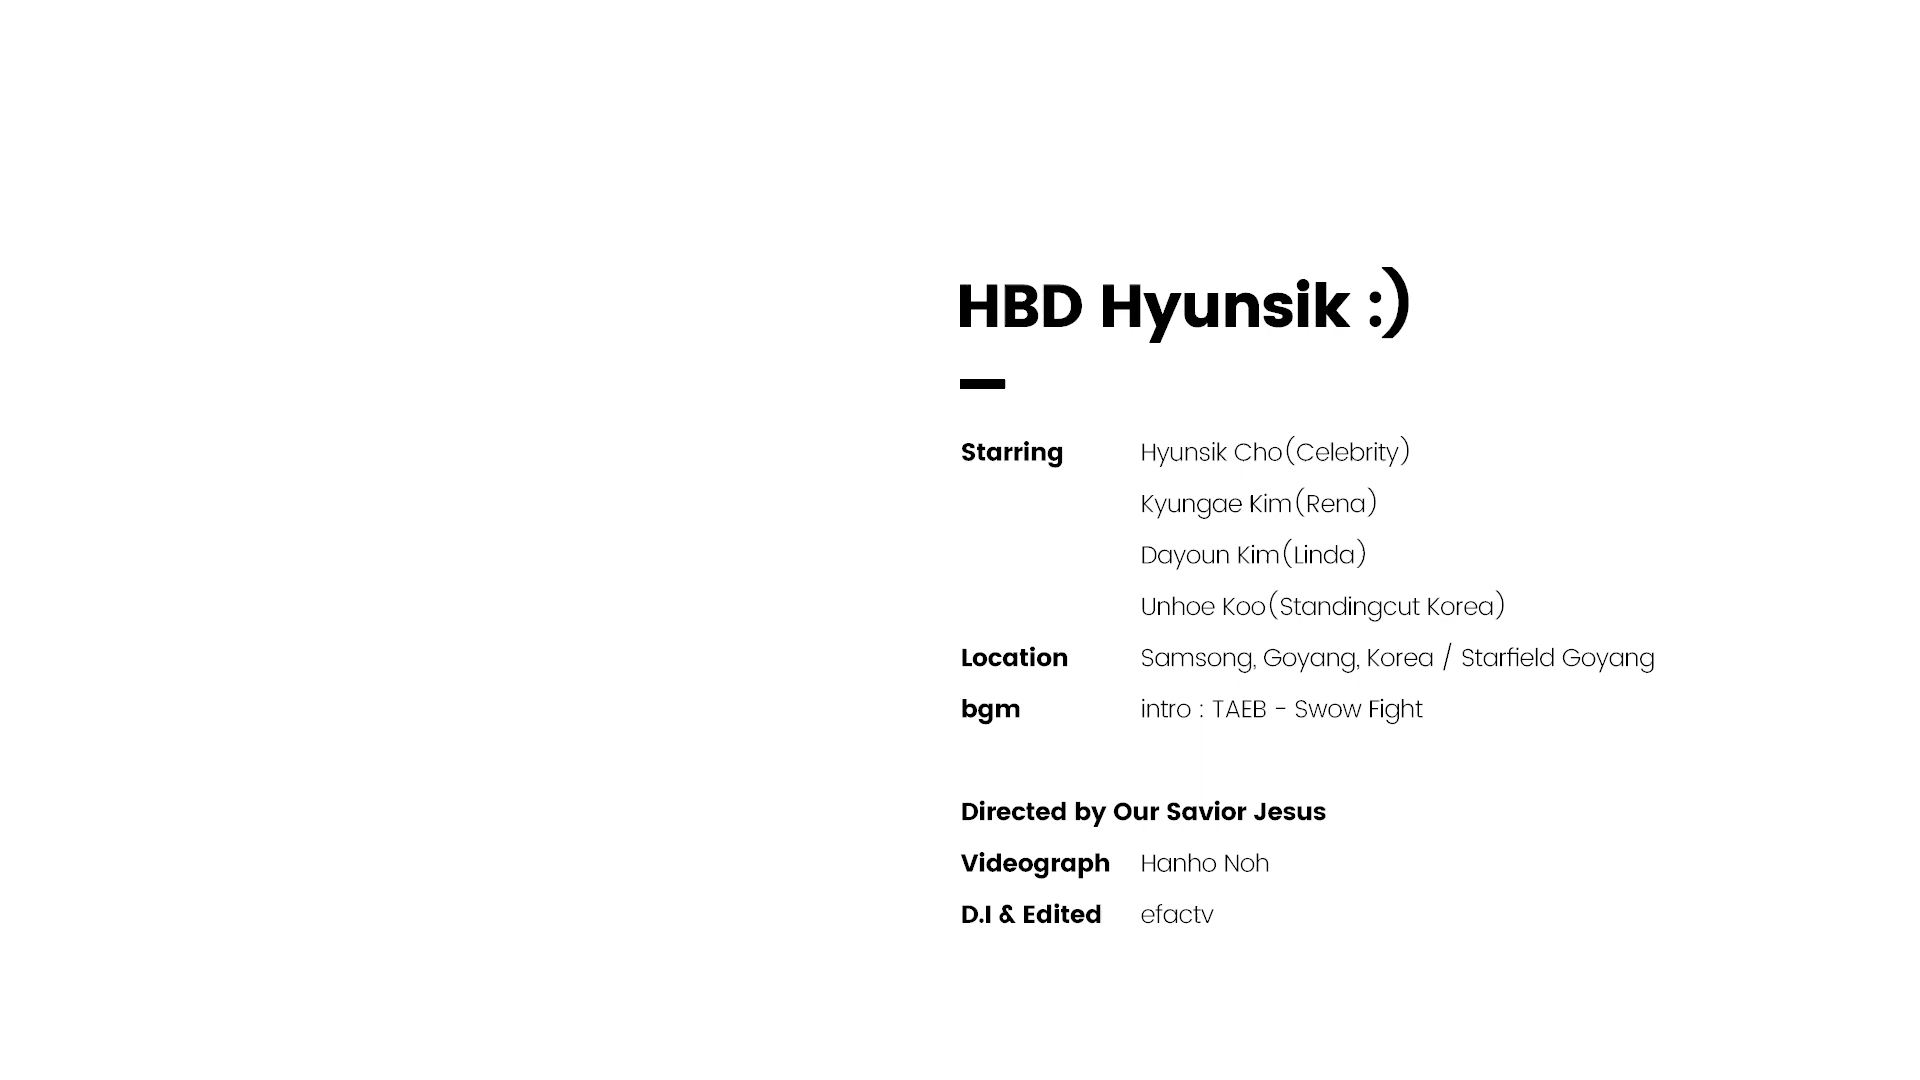 HBD Hyunsik :)
Starring Hyunsik Cho(Celebrity)
Kyungae Kim(Rena)
Dayoun Kim(Linda)
Unhoe Koo(Standingcut Korea)
Location Samsong, Goyang, Korea / Starfield Goyang
bgm intro : TAEB - Swow Fight
Directed by Our Savior Jesus
Videograph Hanho Noh
D.I & Edited efactv